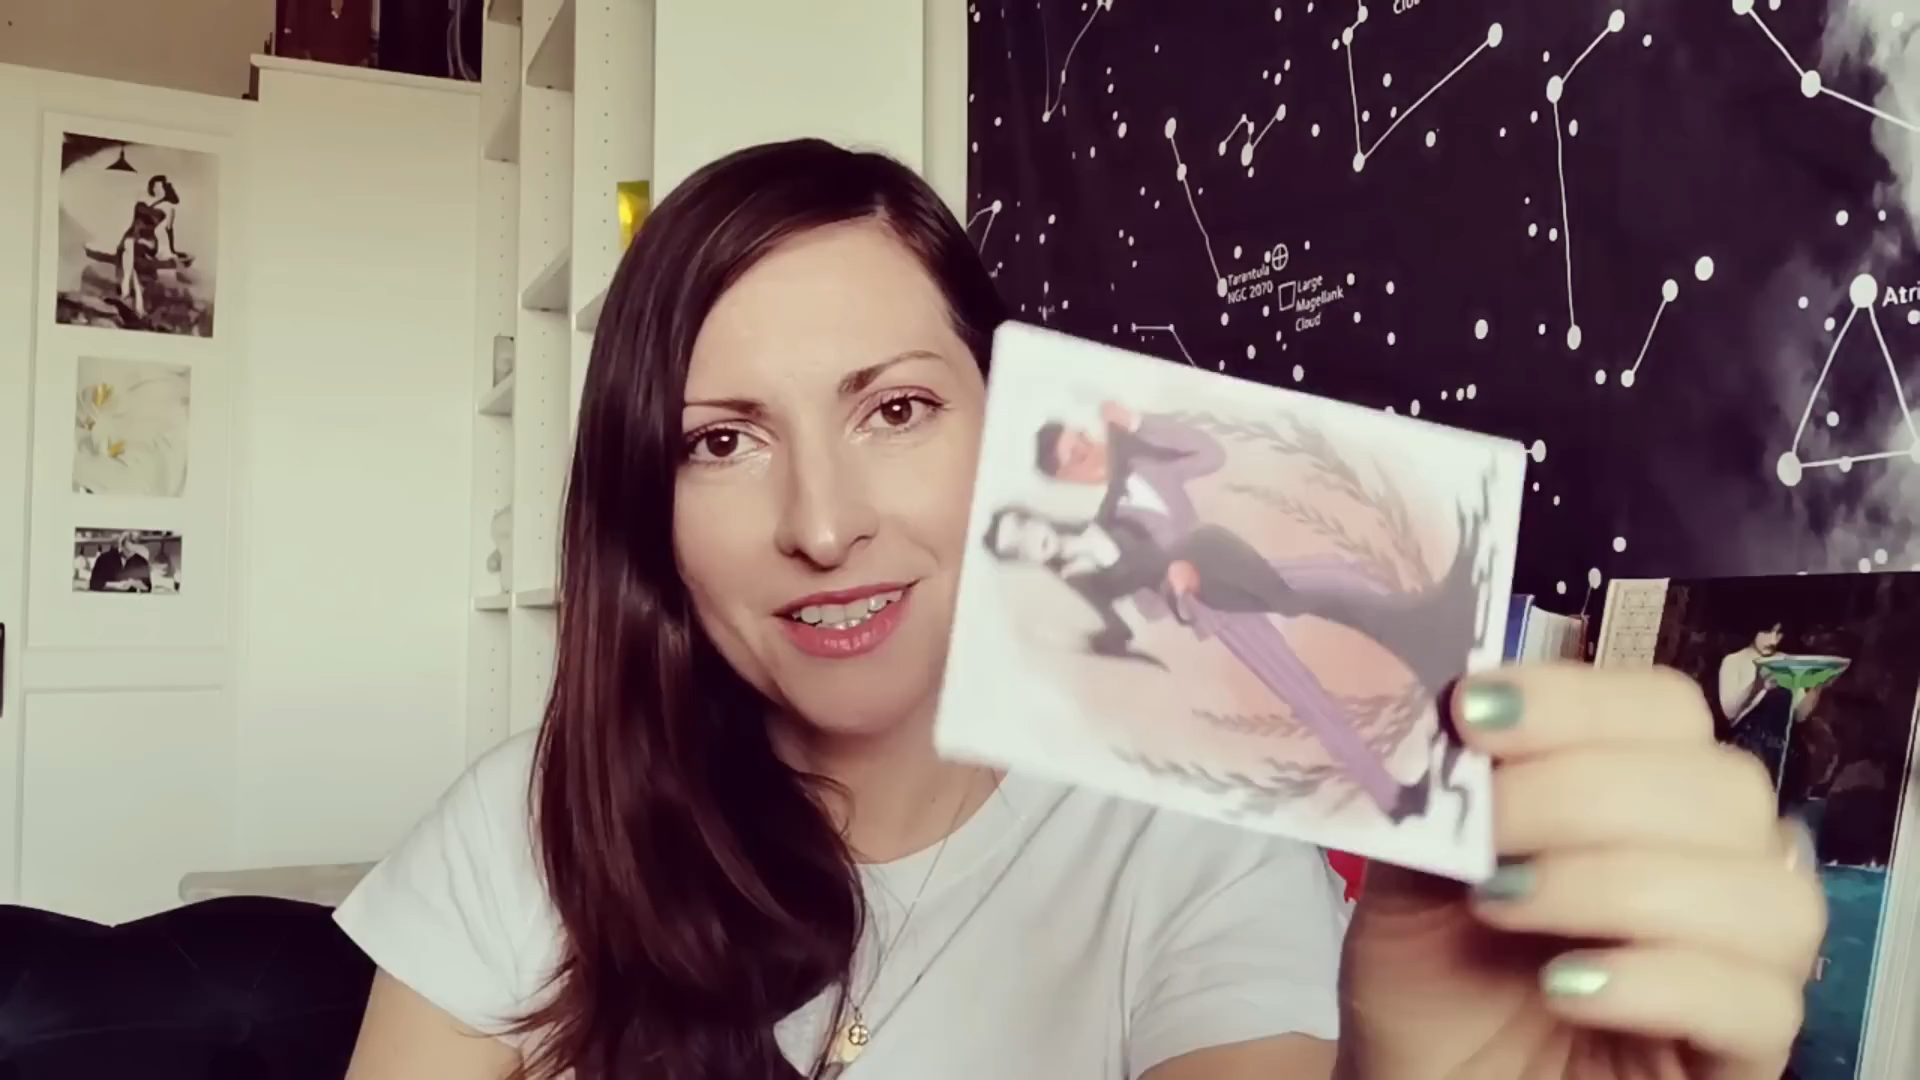 Tarantula
NGC 2070
Large
Magellank
Cloud
Atri